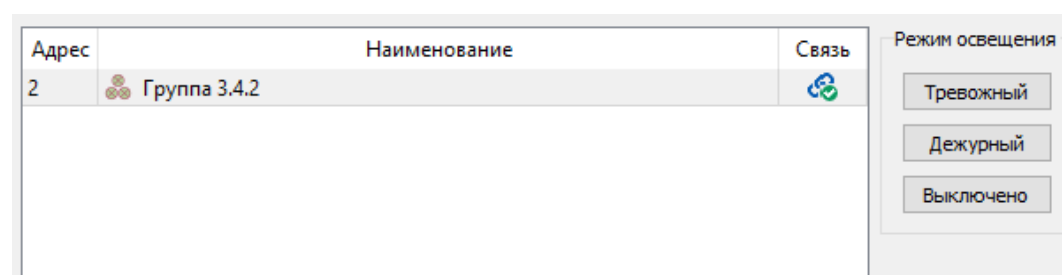 Адрес Наименование Связь
2 Группа 3.4.2
Режим освещения
Тревожный
Дежурный
Выключено